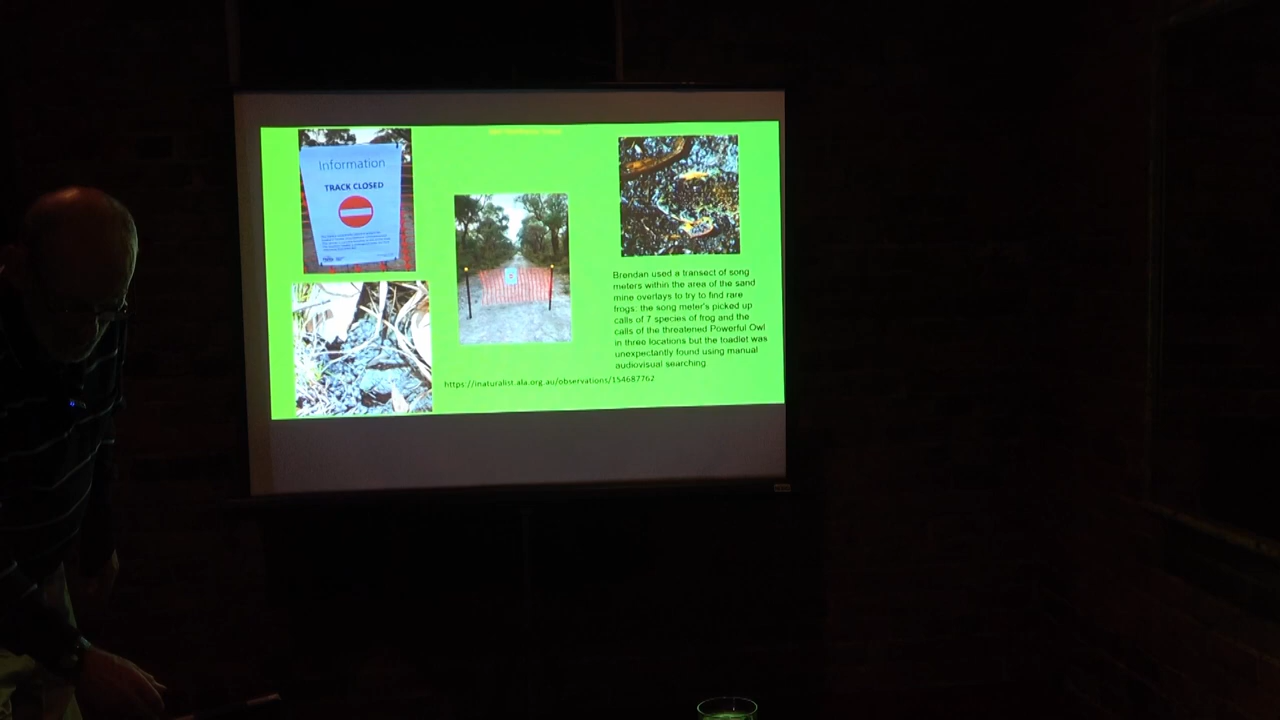 Information
TRACK CLOSED
Brendan used a transect of song
meters within the area of the sand
mine overlays to try to find rare
frogs: the song meter's picked up
calls of 7 species of frog and the
calls of the threatened Powerful Owl
in three locations but the toadlet was
unexpectantly found using manual
audiovisual searching
https://inaturalist.ala.org.au/observations/154687762